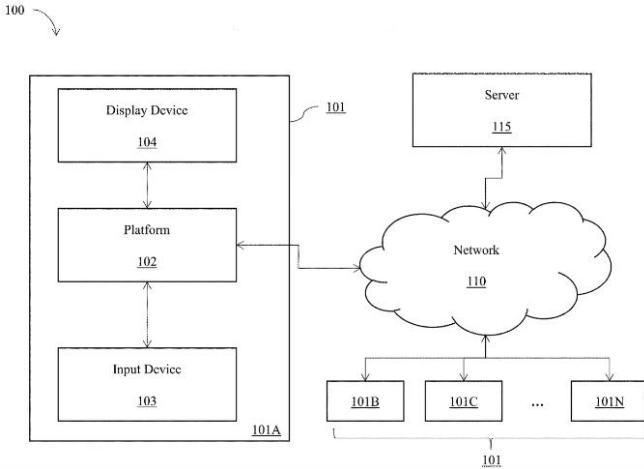 100
101
Display Device
104
Platform
102
Input Device
103
101A
Server
115
Network
110
101B
101C
...
101N
101